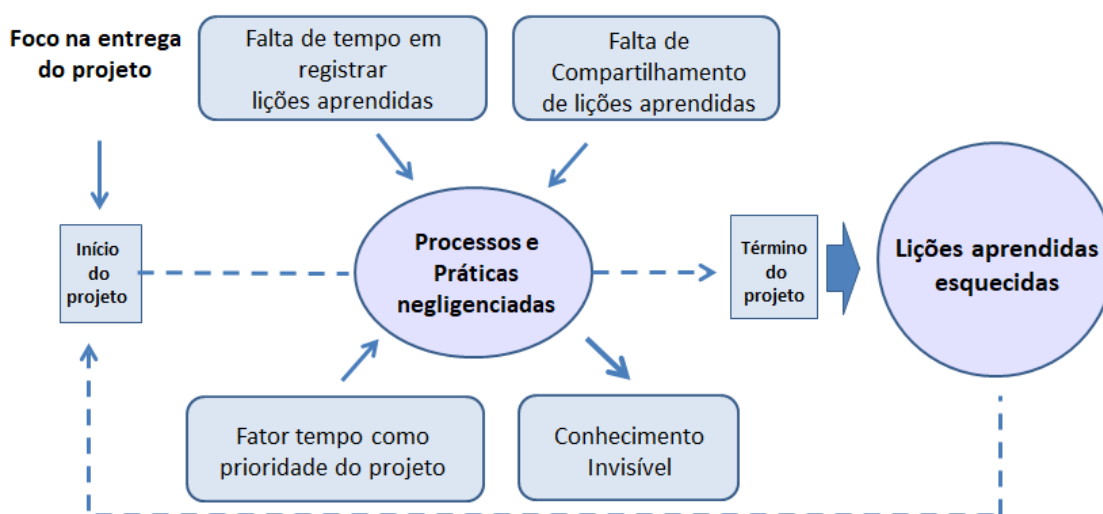 Foco na entrega
do projeto
Falta de tempo em
registrar
lições aprendidas
Falta de
Compartilhamento
de lições aprendidas
Início
do
projeto
Processos e
Práticas
negligenciadas
Término
do
projeto
Lições aprendidas
esquecidas
Fator tempo como
prioridade do projeto
Conhecimento
Invisível